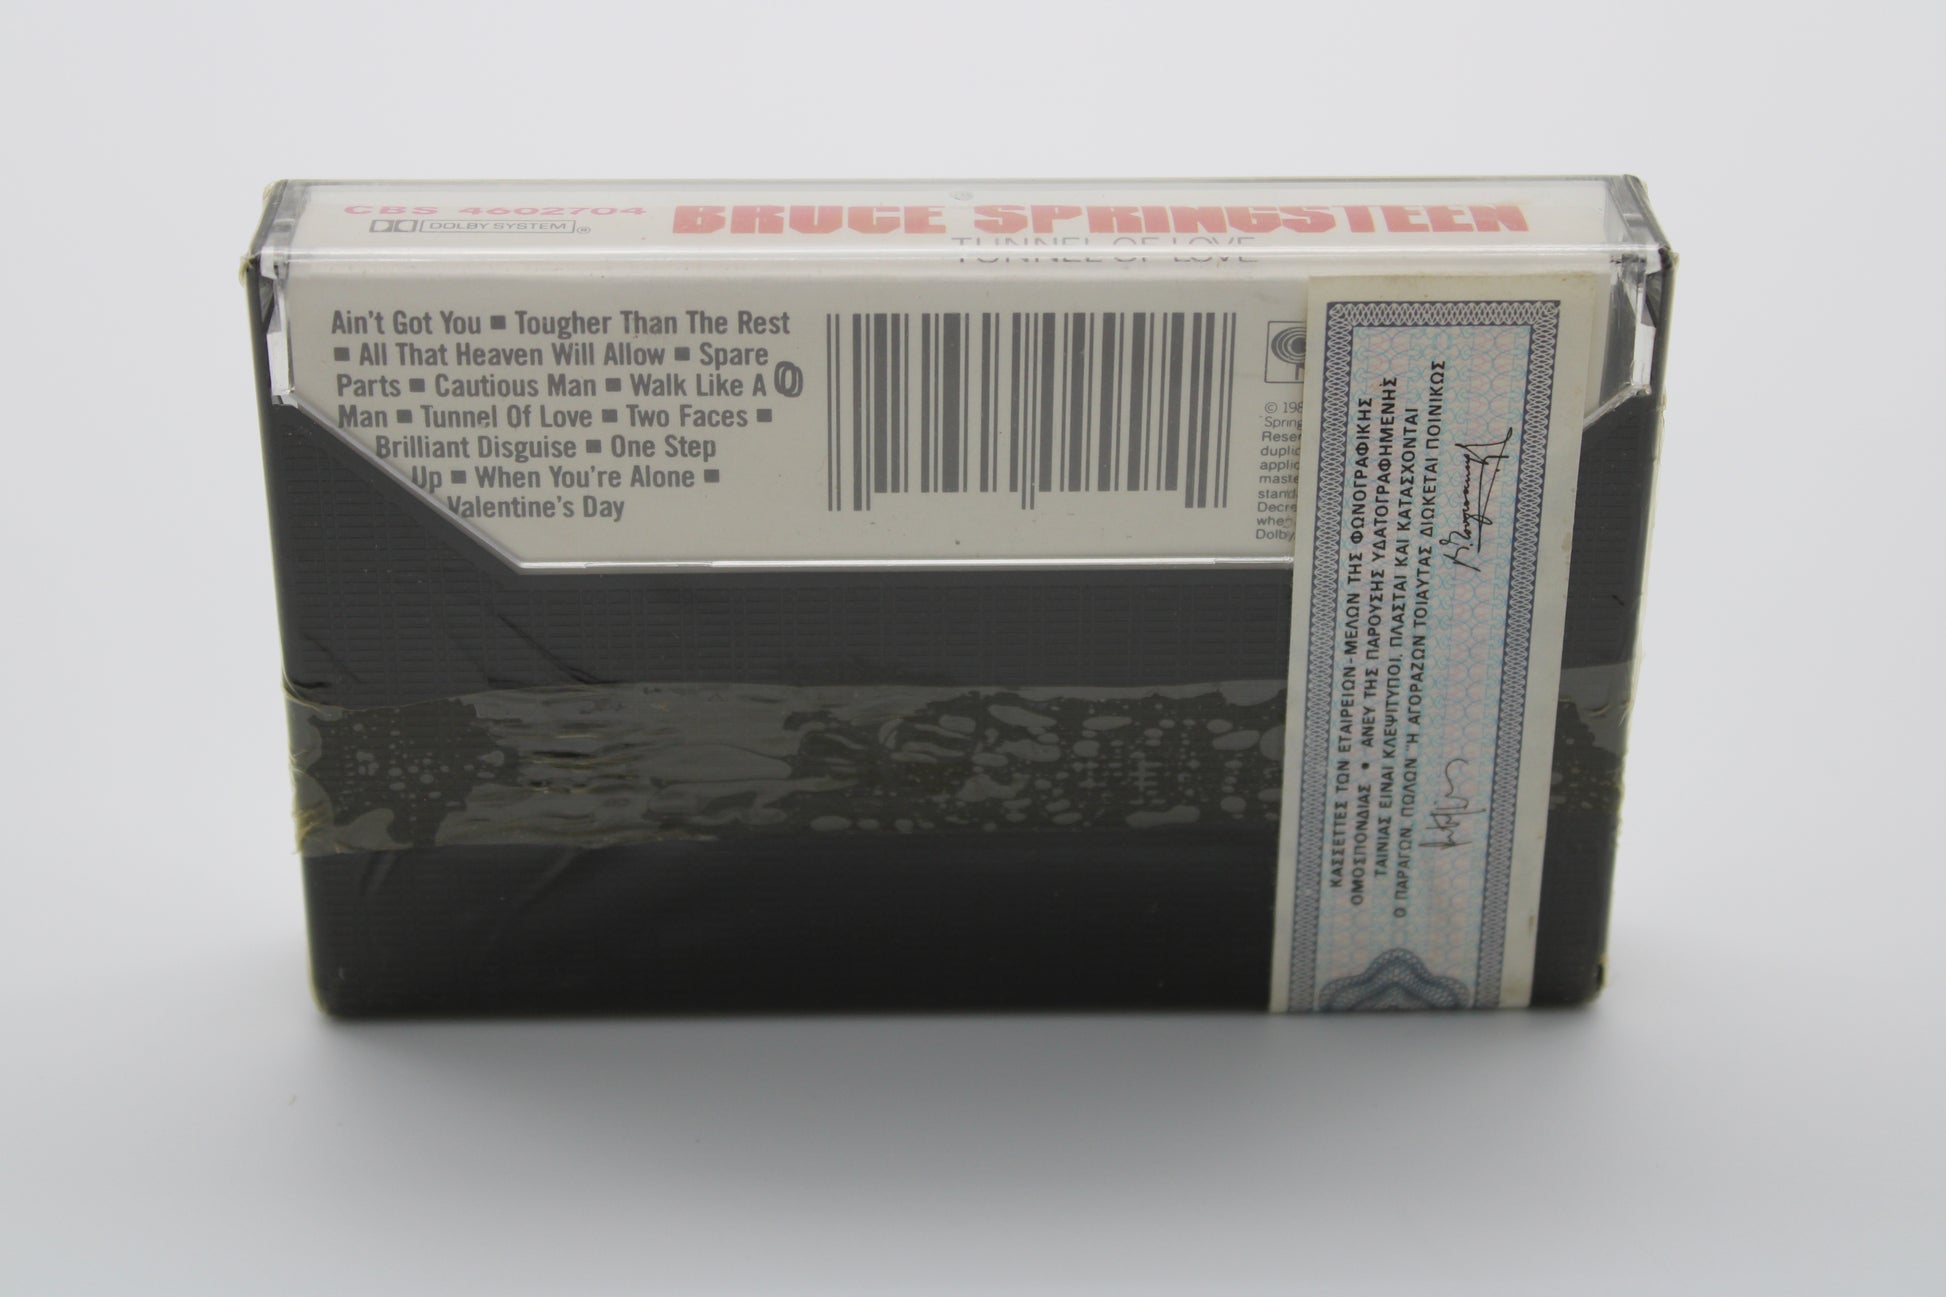 CBS 4602704
DOLBY SYSTEM®
BRUCE SPRINGSTEEN
TUNNEL OF LOVE
Ain't Got You ■ Tougher Than The Rest
■ All That Heaven Will Allow ■ Spare
Parts ■ Cautious Man ■ Walk Like A
Man ■ Tunnel Of Love ■ Two Faces ■
Brilliant Disguise ■ One Step
Up ■ When You're Alone ■
Valentine's Day
©
ΚΑΣΣΕΤΤΕΣ ΤΩΝ ΕΤΑΙΡΕΙΩΝ-ΜΕΛΩΝ ΤΗΣ ΦΩΝΟΓΡΑΦΙΚΗΣ
ΟΜΟΣΠΟΝΔΙΑΣ • ΑΝΕΥ ΤΗΣ ΠΑΡΟΥΣΗΣ ΥΔΑΤΟΓΡΑΦΗΜΕΝΗΣ
ΤΑΙΝΙΑΣ ΕΙΝΑΙ ΚΛΕΨΙΤΥΠΟΙ, ΠΛΑΣΤΑΙ ΚΑΙ ΚΑΤΑΣΧΟΝΤΑΙ
Ο ΠΑΡΑΓΩΝ, ΠΩΛΩΝ Ή ΑΓΟΡΑΖΩΝ ΤΟΙΑΥΤΑΣ ΔΙΩΚΕΤΑΙ ΠΟΙΝΙΚΩΣ